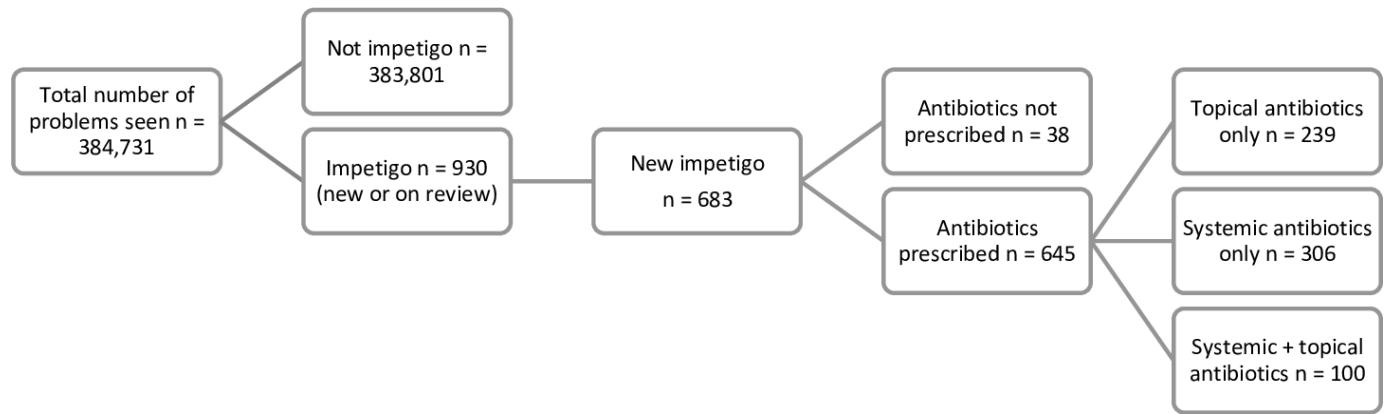 Total number of
problems seen n =
384,731
Not impetigo n =
383,801
Impetigo n = 930
(new or on review)
New impetigo
n = 683
Antibiotics not
prescribed n = 38
Antibiotics
prescribed n = 645
Topical antibiotics
only n = 239
Systemic antibiotics
only n = 306
Systemic + topical
antibiotics n = 100